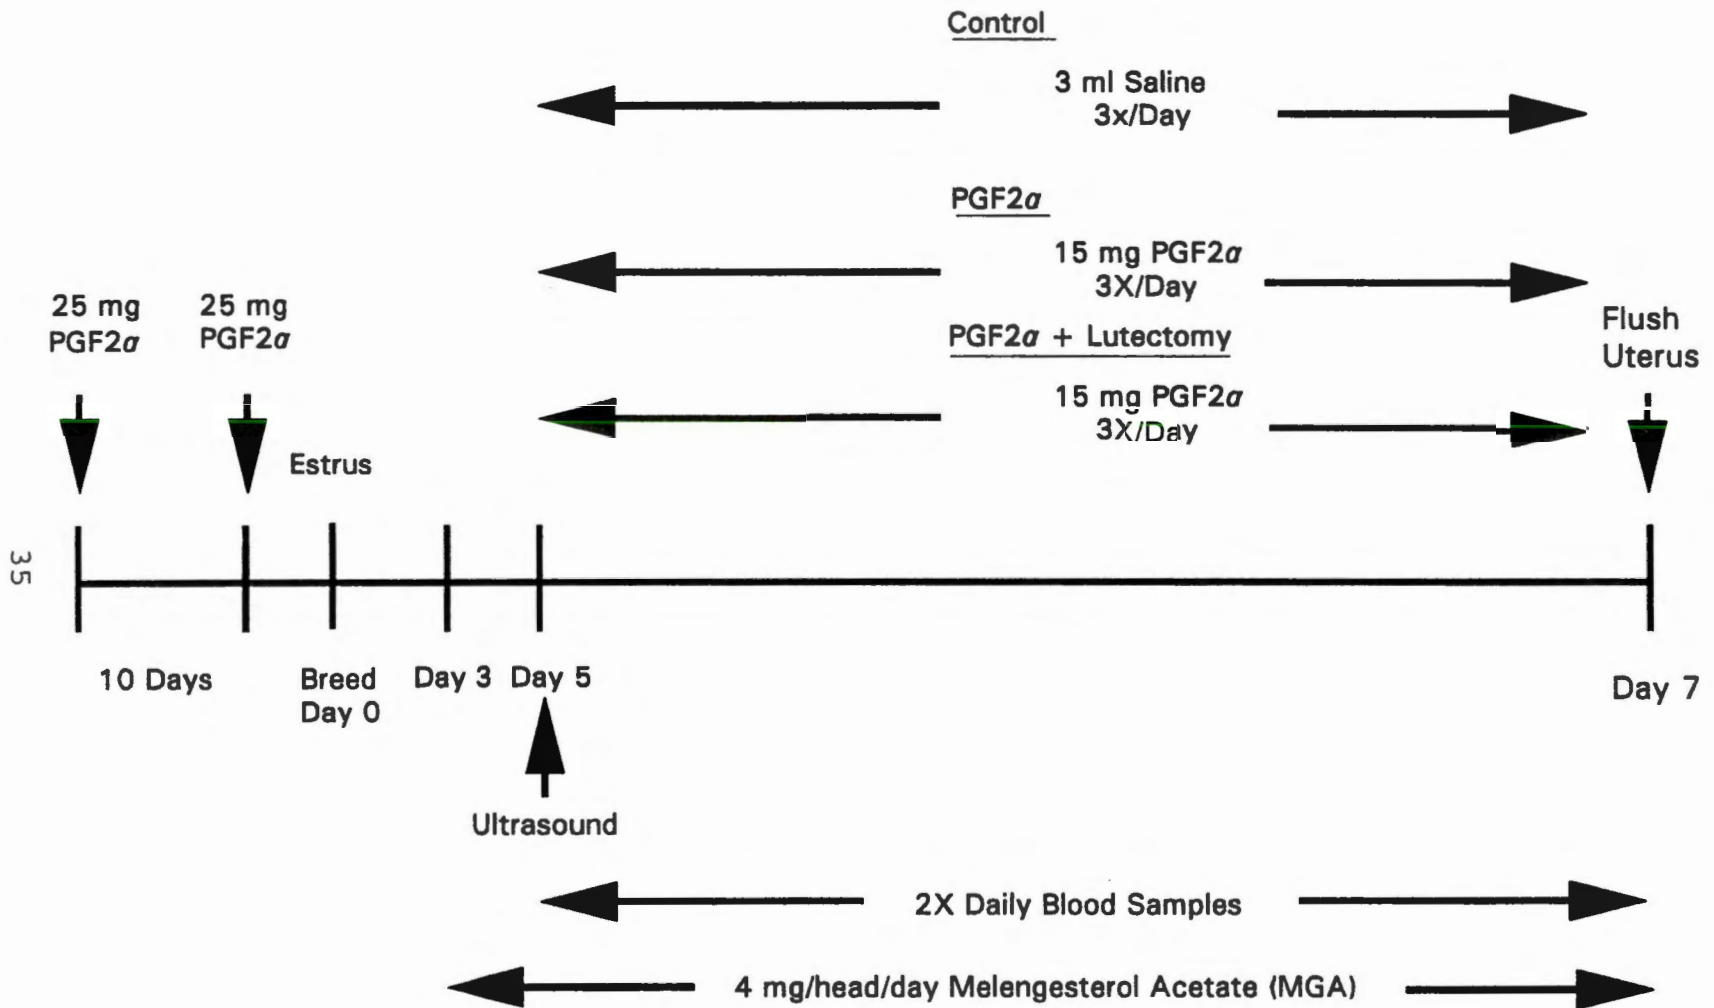 Control
3 ml Saline
3x/Day
PGF2α
15 mg PGF2α
3X/Day
PGF2α + Lutectomy
15 mg PGF2α
3X/Day
25 mg
PGF2α
25 mg
PGF2α
Flush
Uterus
Estrus
35
10 Days
Breed
Day 0
Day 3
Day 5
Day 7
Ultrasound
2X Daily Blood Samples
4 mg/head/day Melengesterol Acetate (MGA)